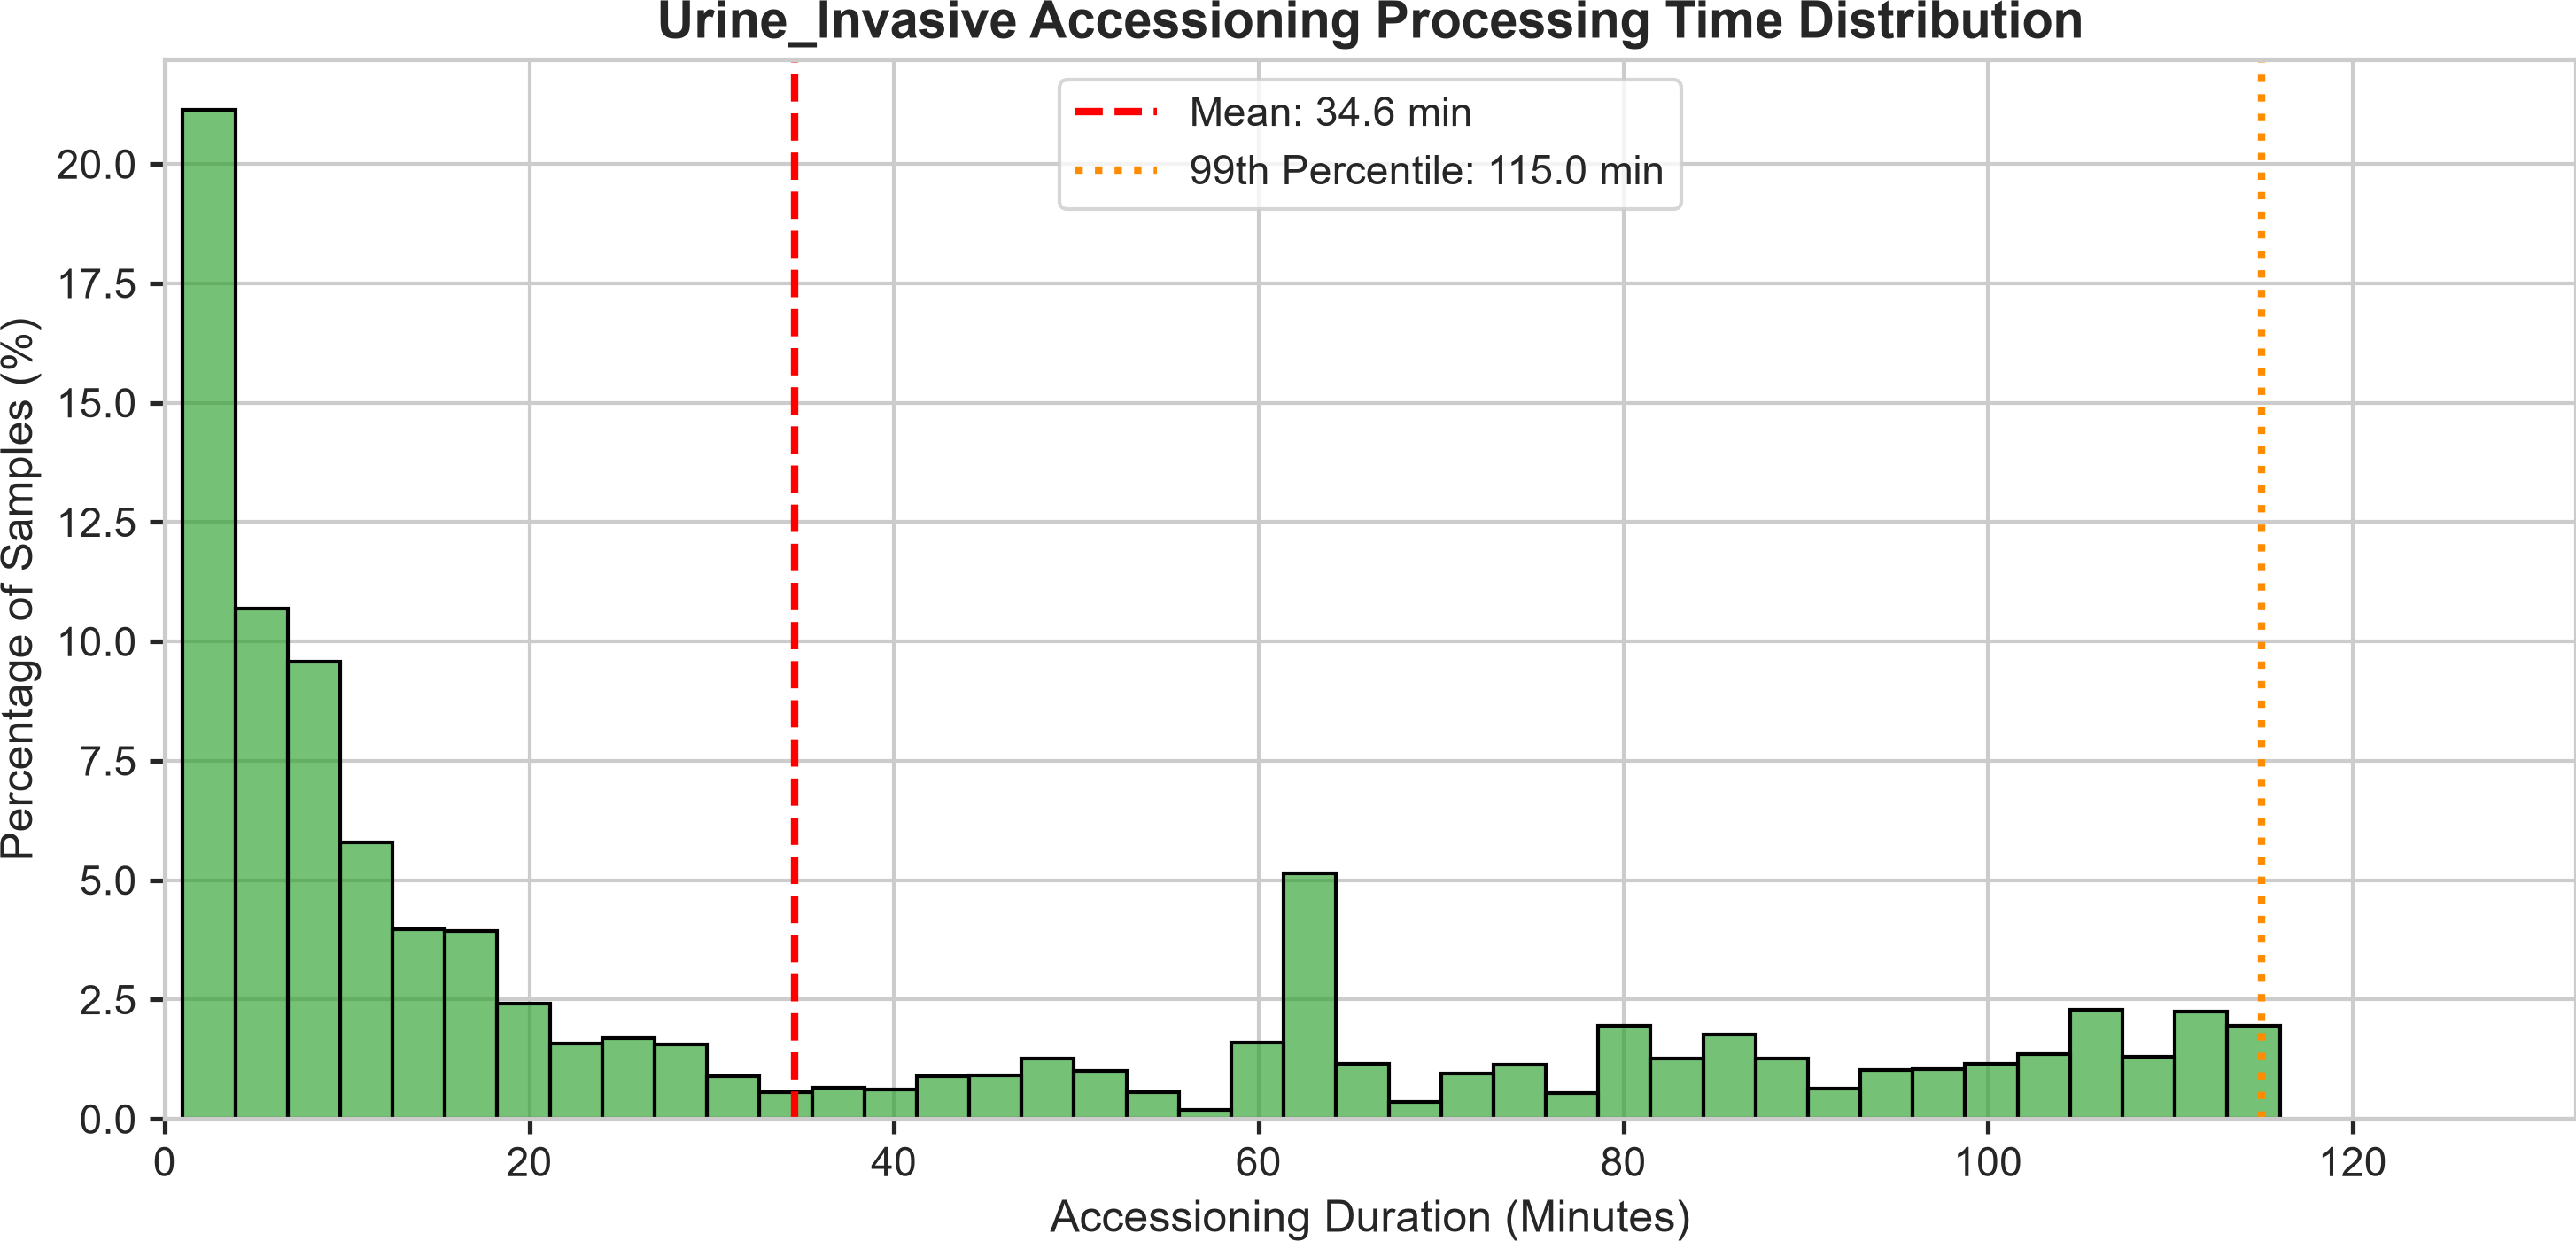 Urine_Invasive Accessioning Processing Time Distribution
Mean: 34.6 min
99th Percentile: 115.0 min
Percentage of Samples (%)
20.0
17.5
15.0
12.5
10.0
7.5
5.0
2.5
0.0
0 20 40 60 80 100 120
Accessioning Duration (Minutes)